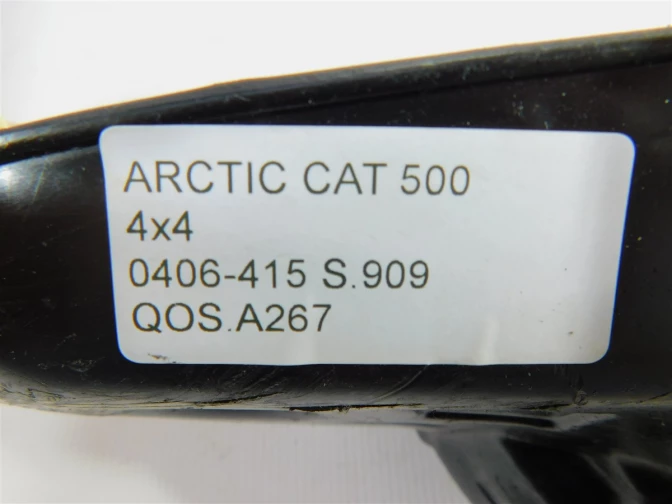 ARCTIC CAT 500
4x4
0406-415 S.909
QOS.A267